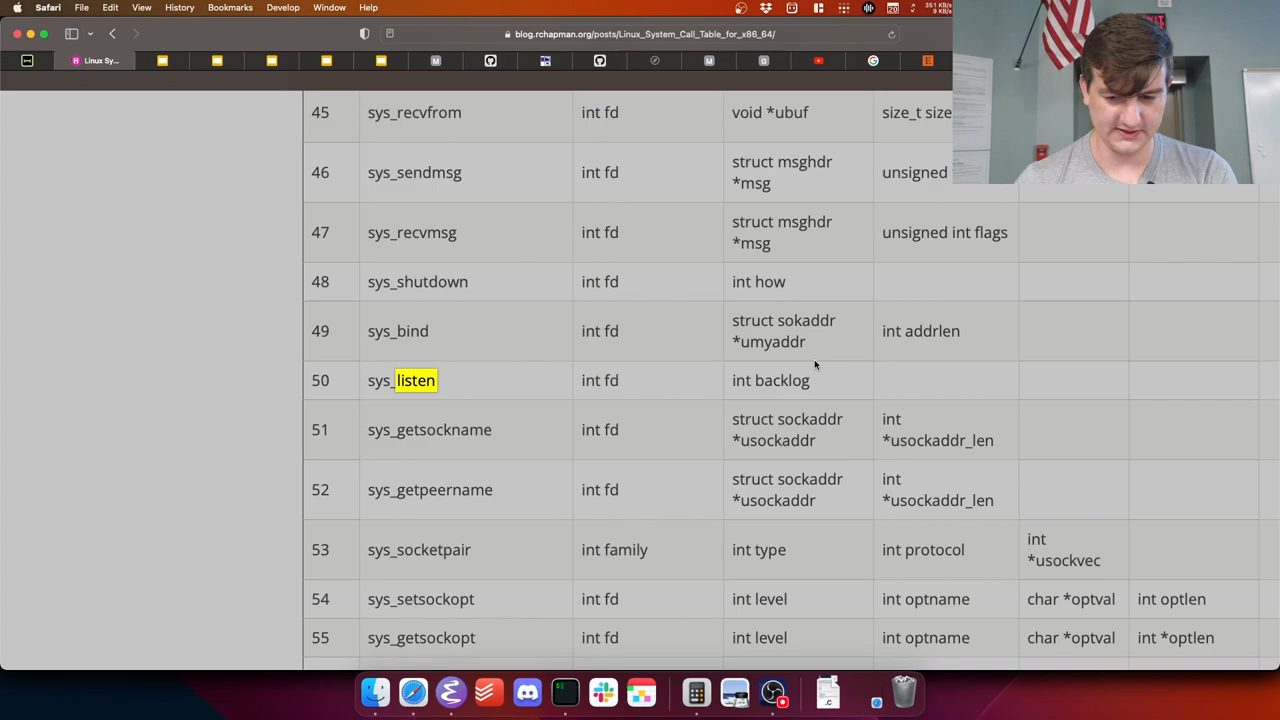 Safari File Edit View History Bookmarks Develop Window Help
20
351 KB/s
9 KB/s
blog.rchapman.org/posts/Linux_System_Call_Table_for_x86_64/
Linux Sy...
EXIT
45 sys_recvfrom int fd void *ubuf size_t size
46 sys_sendmsg int fd struct msghdr
*msg unsigned
47 sys_recvmsg int fd struct msghdr
*msg unsigned int flags
48 sys_shutdown int fd int how
49 sys_bind int fd struct sokaddr
*umyaddr int addrlen
50 sys_listen int fd int backlog
51 sys_getsockname int fd struct sockaddr
*usockaddr int
*usockaddr_len
52 sys_getpeername int fd struct sockaddr
*usockaddr int
*usockaddr_len
53 sys_socketpair int family int type int protocol int
*usockvec
54 sys_setsockopt int fd int level int optname char *optval int optlen
55 sys_getsockopt int fd int level int optname char *optval int *optlen
.C